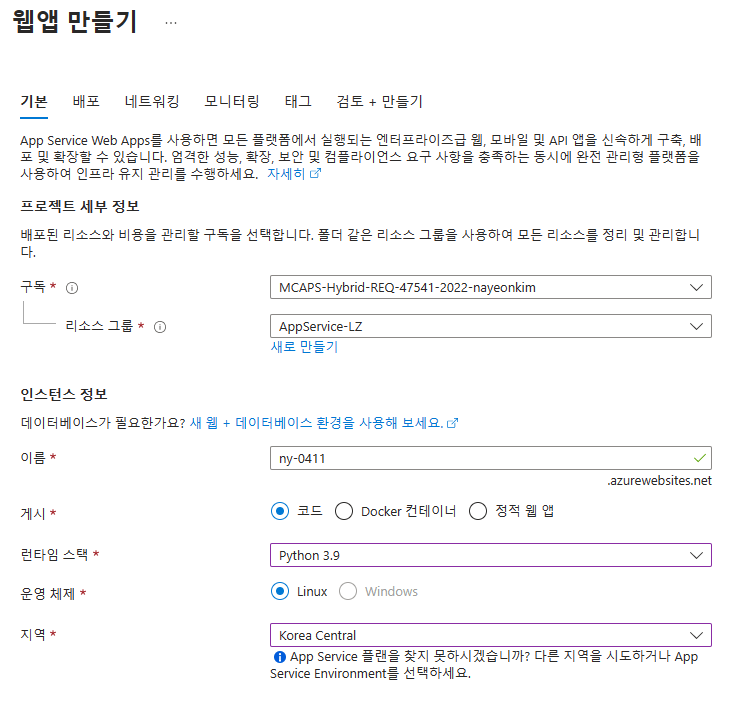 웹앱 만들기 ...
기본 배포 네트워킹 모니터링 태그 검토 + 만들기
App Service Web Apps를 사용하면 모든 플랫폼에서 실행되는 엔터프라이즈급 웹, 모바일 및 API 앱을 신속하게 구축, 배
포 및 확장할 수 있습니다. 엄격한 성능, 확장, 보안 및 컴플라이언스 요구 사항을 충족하는 동시에 완전 관리형 플랫폼을
사용하여 인프라 유지 관리를 수행하세요. 자세히
프로젝트 세부 정보
배포된 리소스와 비용을 관리할 구독을 선택합니다. 폴더 같은 리소스 그룹을 사용하여 모든 리소스를 정리 및 관리합니
다.
구독 * MCAPS-Hybrid-REQ-47541-2022-nayeonkim
리소스 그룹 * AppService-LZ
새로 만들기
인스턴스 정보
데이터베이스가 필요한가요? 새 웹 + 데이터베이스 환경을 사용해 보세요.
이름 * ny-0411
.azurewebsites.net
게시 * 코드 Docker 컨테이너 정적 웹 앱
런타임 스택 * Python 3.9
운영 체제 * Linux Windows
지역 * Korea Central
App Service 플랜을 찾지 못하시겠습니까? 다른 지역을 시도하거나 App
Service Environment를 선택하세요.